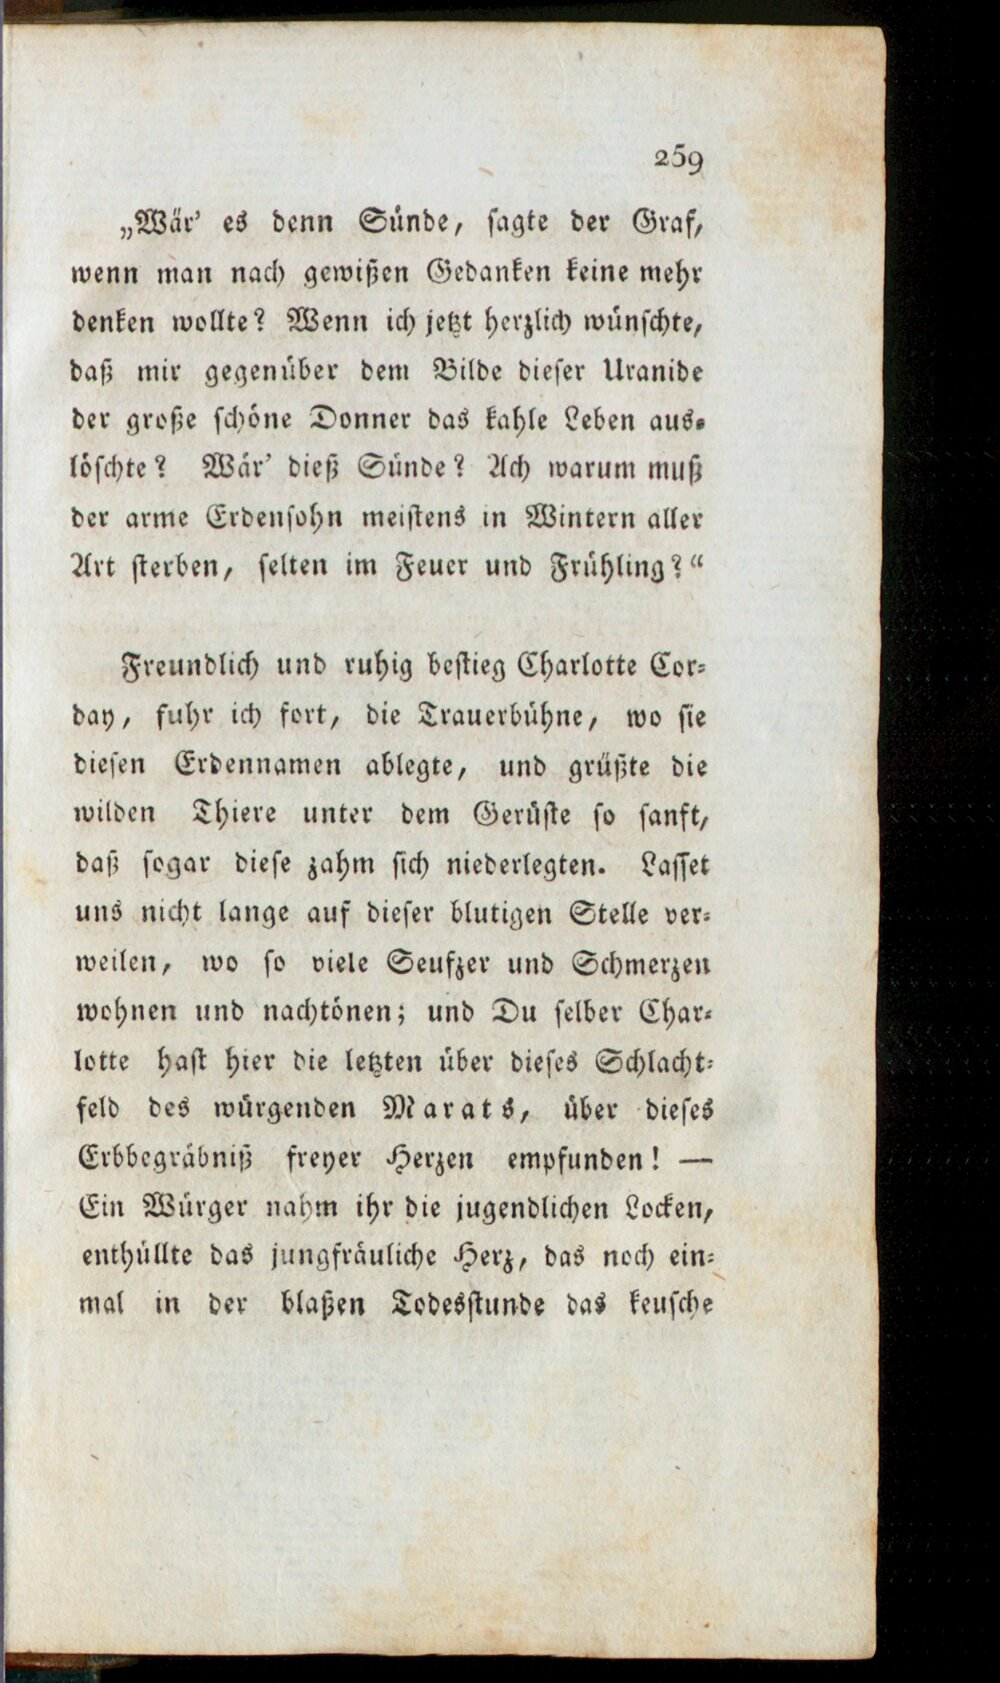 259
„Wär’ es denn Sünde, sagte der Graf,
wenn man nach gewißen Gedanken keine mehr
denken wollte? Wenn ich jetzt herzlich wünschte,
daß mir gegenüber dem Bilde dieser Uranide
der große schöne Donner das kahle Leben aus-
löschte? Wär’ dieß Sünde? Ach warum muß
der arme Erdensohn meistens in Wintern aller
Art sterben, selten im Feuer und Frühling?“
Freundlich und ruhig bestieg Charlotte Cor-
day, fuhr ich fort, die Trauerbühne, wo sie
diesen Erdennamen ablegte, und grüßte die
wilden Thiere unter dem Gerüste so sanft,
daß sogar diese zahm sich niederlegten. Lasset
uns nicht lange auf dieser blutigen Stelle ver-
weilen, wo so viele Seufzer und Schmerzen
wohnen und nachtönen; und Du selber Char-
lotte hast hier die letzten über dieses Schlacht-
feld des würgenden Marats, über dieses
Erbbegräbniß freyer Herzen empfunden! —
Ein Würger nahm ihr die jugendlichen Locken,
enthüllte das jungfräuliche Herz, das noch ein-
mal in der blaßen Todesstunde das keusche